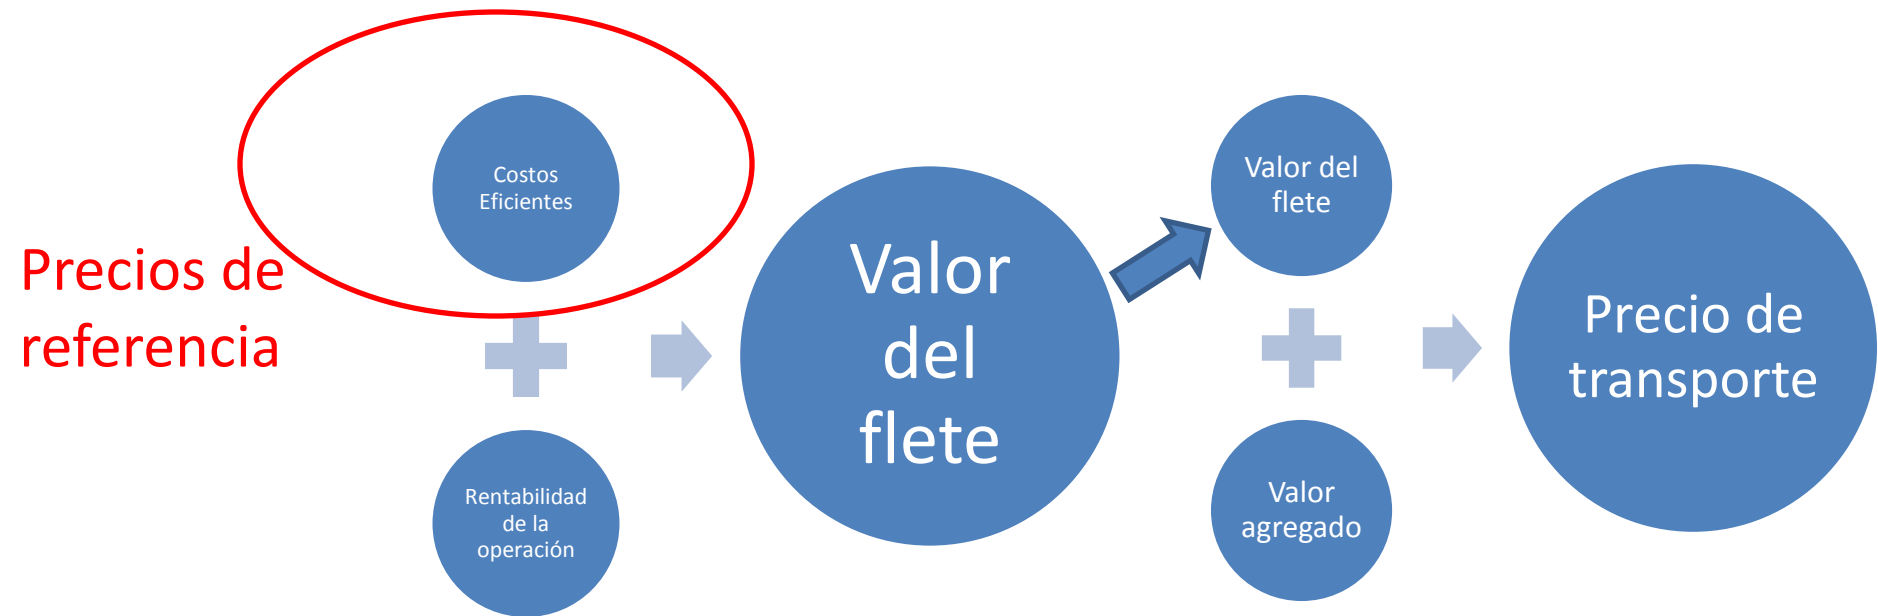 Precios de
referencia
Costos
Eficientes
Rentabilidad
de la
operación
Valor
del
flete
Valor del
flete
Valor
agregado
Precio de
transporte